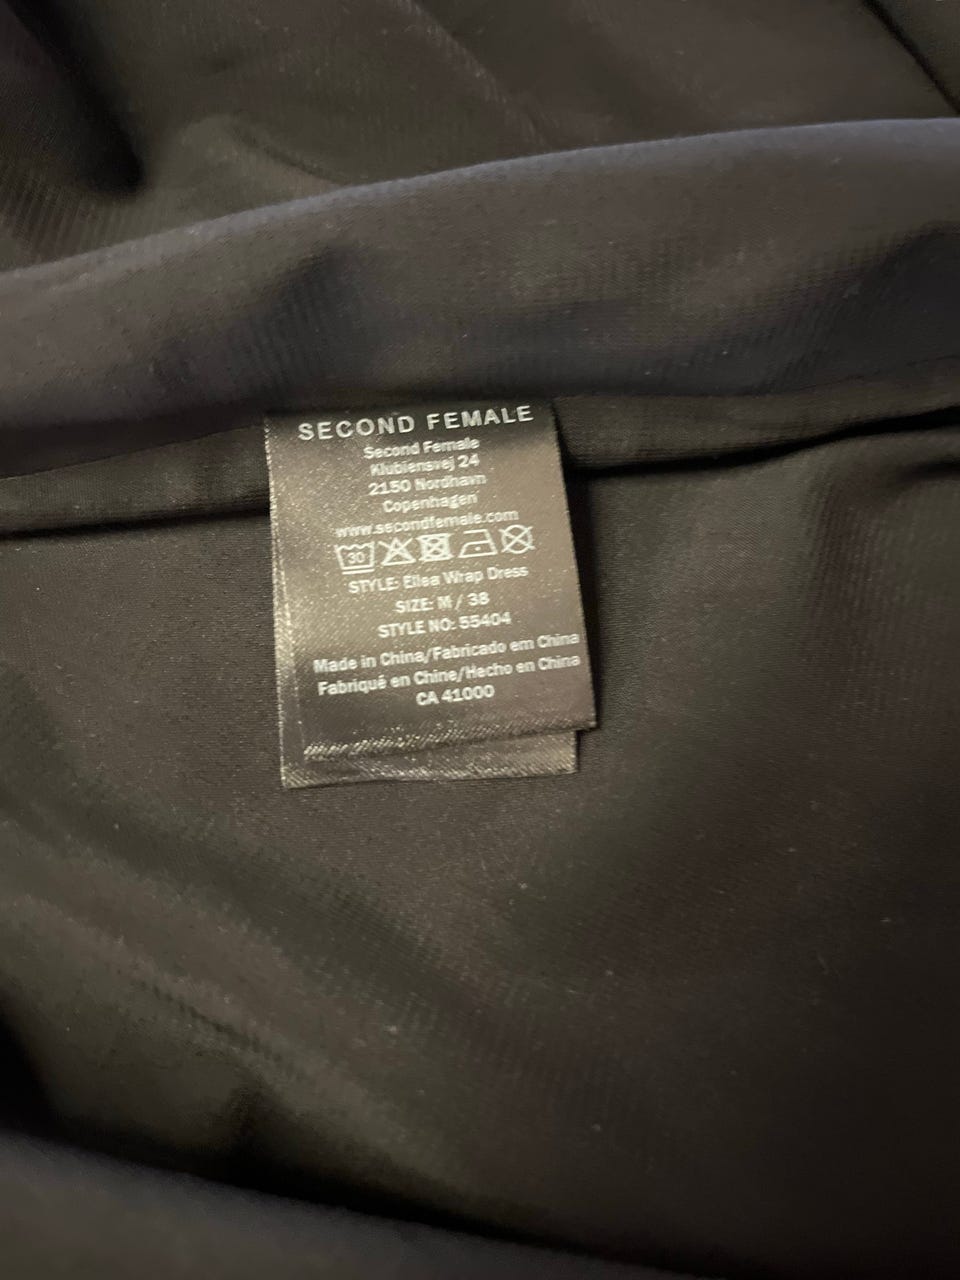 SECOND FEMALE
Second Female
Klubiensvej 24
2150 Nordhavn
Copenhagen
www.secondfemale.com
30
STYLE: Ellea Wrap Dress
SIZE: M / 38
STYLE NO: 55404
Made in China/Fabricado em China
Fabriqué en Chine/Hecho en China
CA 41000